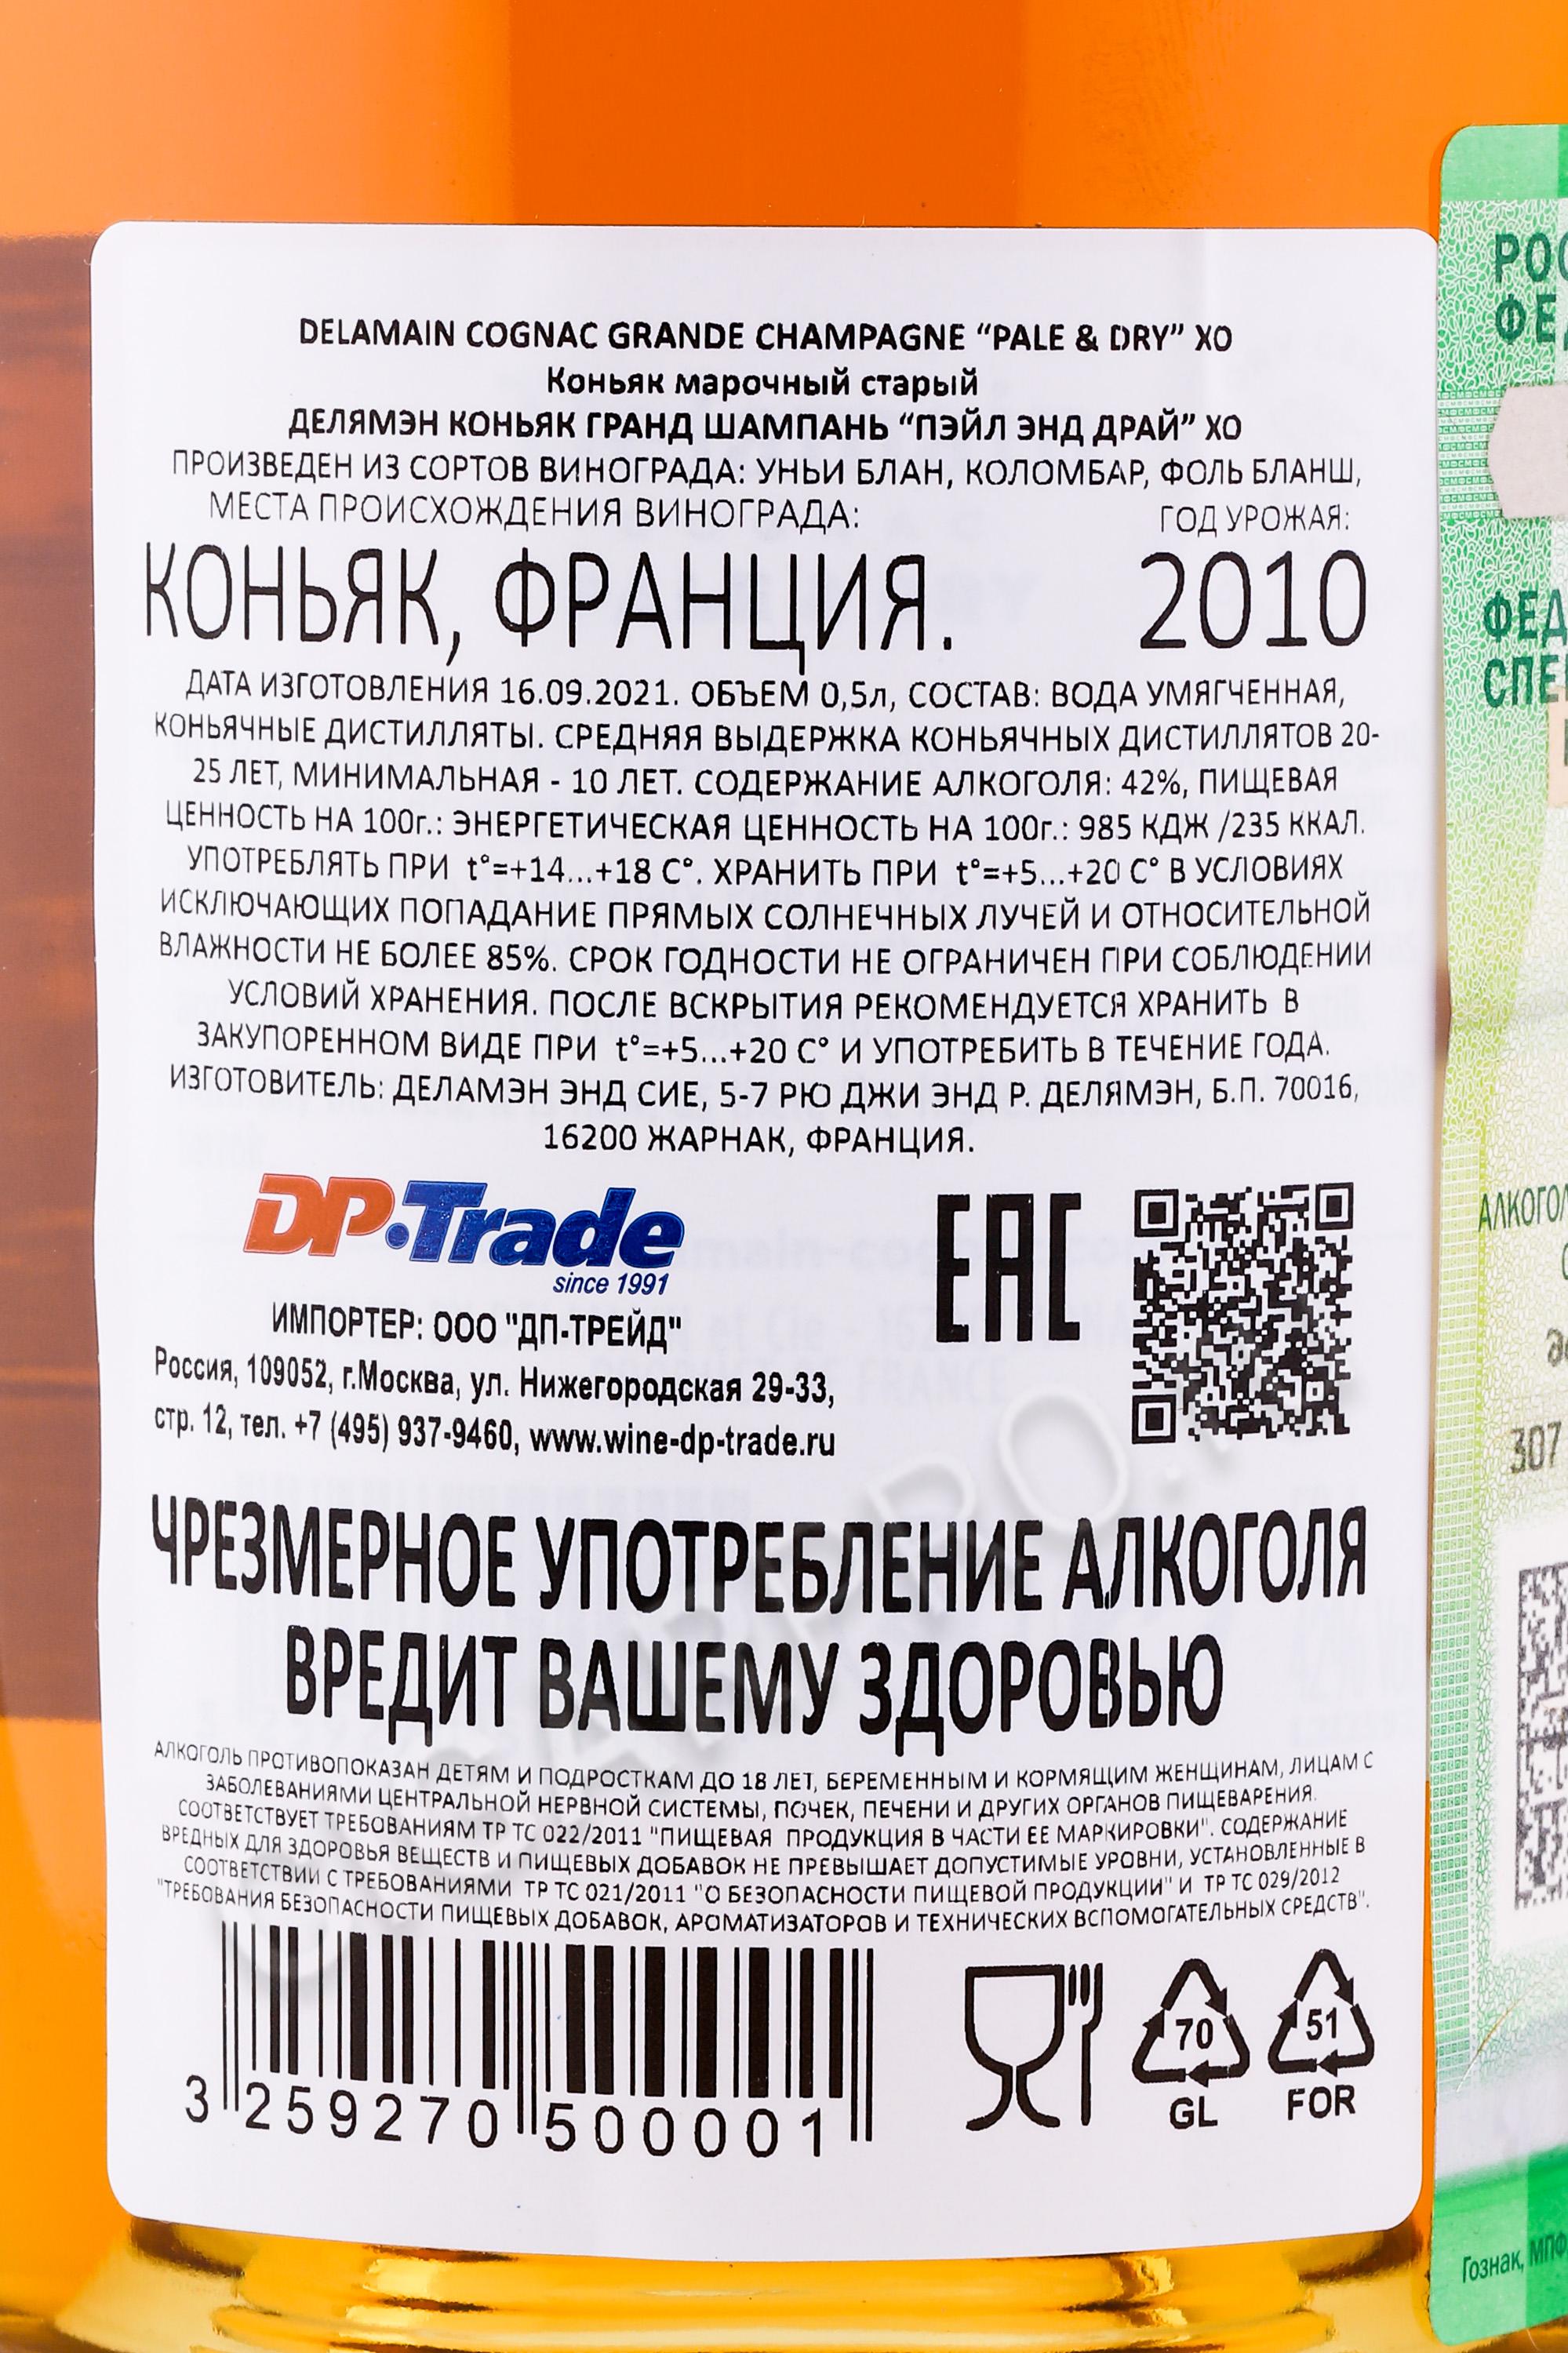 DELAMAIN COGNAC GRANDE CHAMPAGNE “PALE & DRY” XO
Коньяк марочный старый
ДЕЛЯМЭН КОНЬЯК ГРАНД ШАМПАНЬ “ПЭЙЛ ЭНД ДРАЙ” ХО
ПРОИЗВЕДЕН ИЗ СОРТОВ ВИНОГРАДА: УНЬИ БЛАН, КОЛОМБАР, ФОЛЬ БЛАНШ,
МЕСТА ПРОИСХОЖДЕНИЯ ВИНОГРАДА: ГОД УРОЖАЯ:
КОНЬЯК, ФРАНЦИЯ. 2010
ДАТА ИЗГОТОВЛЕНИЯ 16.09.2021. ОБЪЕМ 0,5л, СОСТАВ: ВОДА УМЯГЧЕННАЯ,
КОНЬЯЧНЫЕ ДИСТИЛЛЯТЫ. СРЕДНЯЯ ВЫДЕРЖКА КОНЬЯЧНЫХ ДИСТИЛЛЯТОВ 20-
25 ЛЕТ, МИНИМАЛЬНАЯ - 10 ЛЕТ. СОДЕРЖАНИЕ АЛКОГОЛЯ: 42%, ПИЩЕВАЯ
ЦЕННОСТЬ НА 100г.: ЭНЕРГЕТИЧЕСКАЯ ЦЕННОСТЬ НА 100г.: 985 КДЖ /235 ККАЛ.
УПОТРЕБЛЯТЬ ПРИ t°=+14...+18 С°. ХРАНИТЬ ПРИ t°=+5...+20 С° В УСЛОВИЯХ
ИСКЛЮЧАЮЩИХ ПОПАДАНИЕ ПРЯМЫХ СОЛНЕЧНЫХ ЛУЧЕЙ И ОТНОСИТЕЛЬНОЙ
ВЛАЖНОСТИ НЕ БОЛЕЕ 85%. СРОК ГОДНОСТИ НЕ ОГРАНИЧЕН ПРИ СОБЛЮДЕНИИ
УСЛОВИЙ ХРАНЕНИЯ. ПОСЛЕ ВСКРЫТИЯ РЕКОМЕНДУЕТСЯ ХРАНИТЬ В
ЗАКУПОРЕННОМ ВИДЕ ПРИ t°=+5...+20 С° И УПОТРЕБИТЬ В ТЕЧЕНИЕ ГОДА.
ИЗГОТОВИТЕЛЬ: ДЕЛАМЭН ЭНД СИЕ, 5-7 РЮ ДЖИ ЭНД Р. ДЕЛЯМЭН, Б.П. 70016,
16200 ЖАРНАК, ФРАНЦИЯ.
DP·Trade
since 1991
EAC
ИМПОРТЕР: ООО "ДП-ТРЕЙД"
Россия, 109052, г.Москва, ул. Нижегородская 29-33,
стр. 12, тел. +7 (495) 937-9460, www.wine-dp-trade.ru
ЧРЕЗМЕРНОЕ УПОТРЕБЛЕНИЕ АЛКОГОЛЯ
ВРЕДИТ ВАШЕМУ ЗДОРОВЬЮ
АЛКОГОЛЬ ПРОТИВОПОКАЗАН ДЕТЯМ И ПОДРОСТКАМ ДО 18 ЛЕТ, БЕРЕМЕННЫМ И КОРМЯЩИМ ЖЕНЩИНАМ, ЛИЦАМ С
ЗАБОЛЕВАНИЯМИ ЦЕНТРАЛЬНОЙ НЕРВНОЙ СИСТЕМЫ, ПОЧЕК, ПЕЧЕНИ И ДРУГИХ ОРГАНОВ ПИЩЕВАРЕНИЯ.
СООТВЕТСТВУЕТ ТРЕБОВАНИЯМ ТР ТС 022/2011 "ПИЩЕВАЯ ПРОДУКЦИЯ В ЧАСТИ ЕЕ МАРКИРОВКИ". СОДЕРЖАНИЕ
ВРЕДНЫХ ДЛЯ ЗДОРОВЬЯ ВЕЩЕСТВ И ПИЩЕВЫХ ДОБАВОК НЕ ПРЕВЫШАЕТ ДОПУСТИМЫЕ УРОВНИ, УСТАНОВЛЕННЫЕ В
СООТВЕТСТВИИ С ТРЕБОВАНИЯМИ ТР ТС 021/2011 "О БЕЗОПАСНОСТИ ПИЩЕВОЙ ПРОДУКЦИИ" И ТР ТС 029/2012
"ТРЕБОВАНИЯ БЕЗОПАСНОСТИ ПИЩЕВЫХ ДОБАВОК, АРОМАТИЗАТОРОВ И ТЕХНИЧЕСКИХ ВСПОМОГАТЕЛЬНЫХ СРЕДСТВ".
3 259270 500001
70
GL
51
FOR
307
Гознак,